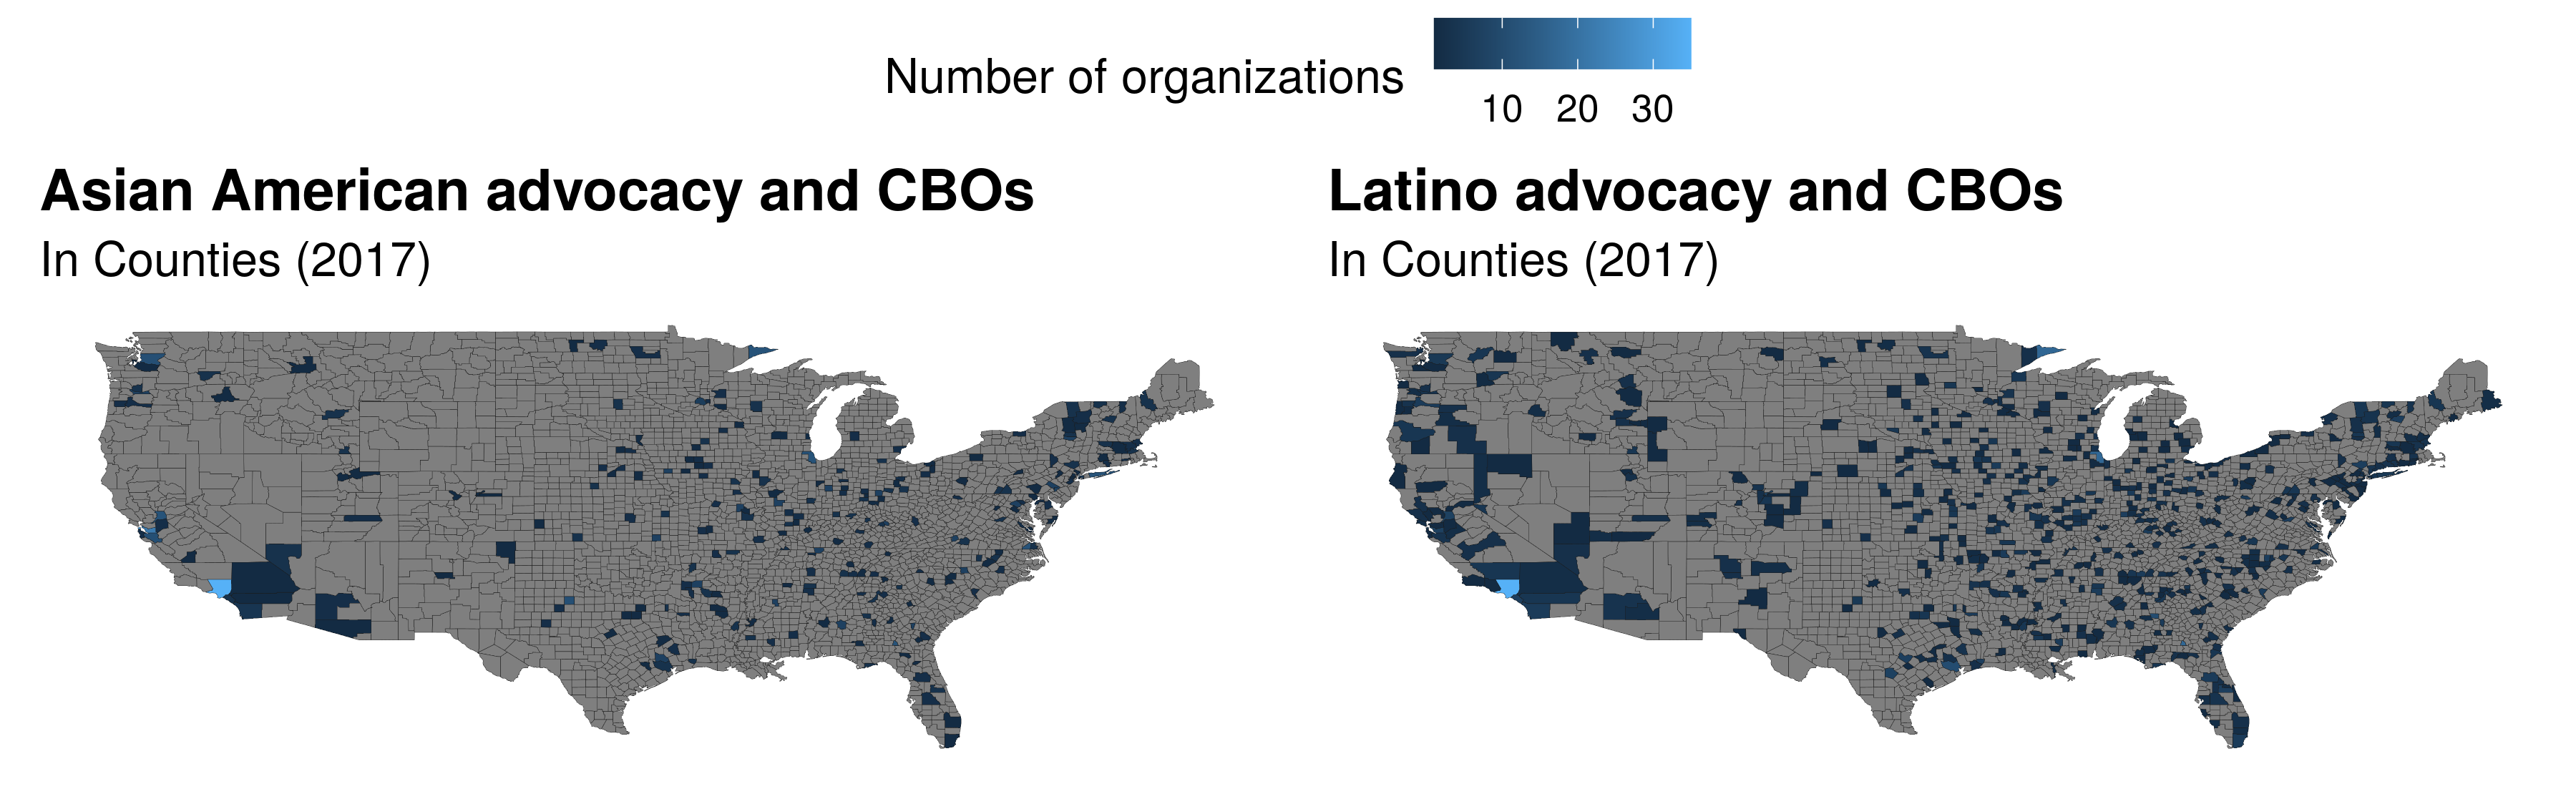 Number of organizations
10 20 30
Asian American advocacy and CBOs
In Counties (2017)
Latino advocacy and CBOs
In Counties (2017)